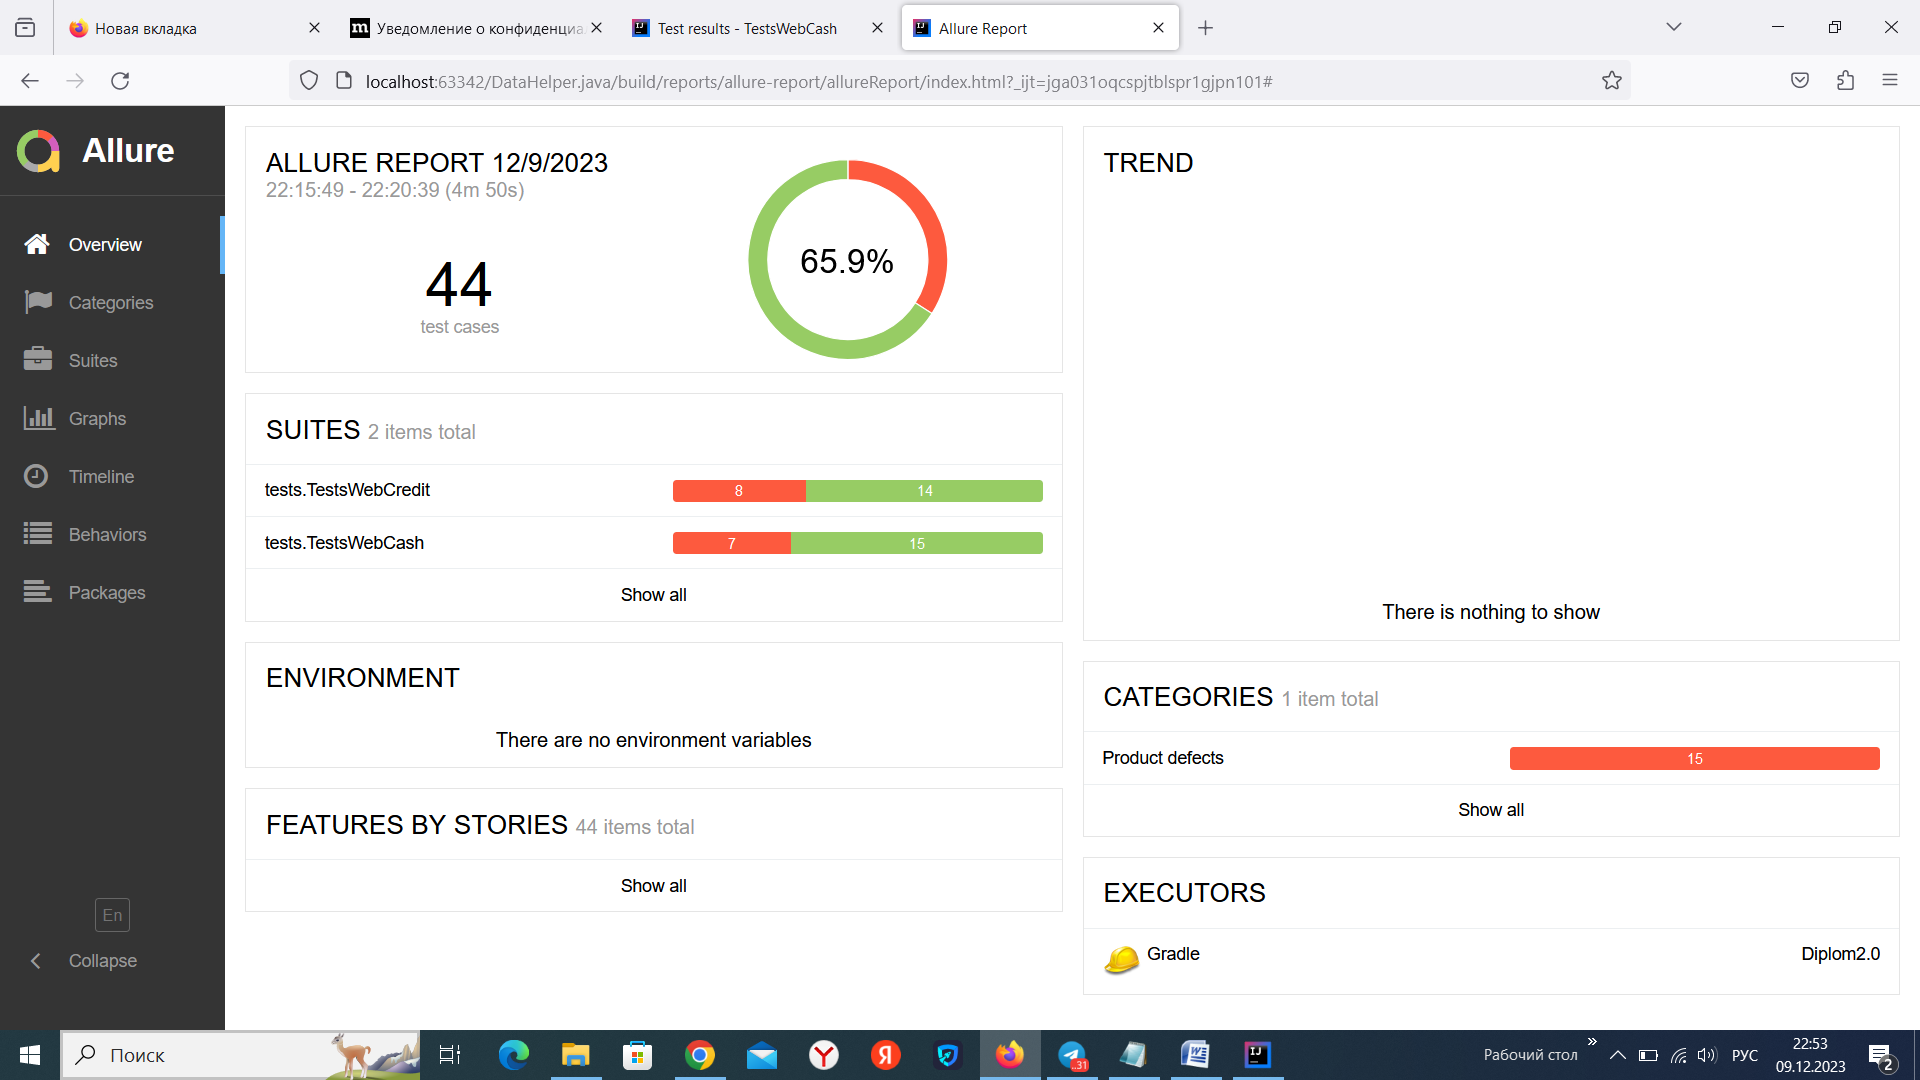 Новая вкладка
Уведомление о конфиденциа
Test results - TestsWebCash
Allure Report
localhost:63342/DataHelper.java/build/reports/allure-report/allureReport/index.html?_ijt=jga031oqcspjtblspr1gjpn101#
Allure
Overview
Categories
Suites
Graphs
Timeline
Behaviors
Packages
En
Collapse
ALLURE REPORT 12/9/2023
22:15:49 - 22:20:39 (4m 50s)
44
test cases
65.9%
SUITES 2 items total
tests.TestsWebCredit 8 14
tests.TestsWebCash 7 15
Show all
ENVIRONMENT
There are no environment variables
FEATURES BY STORIES 44 items total
Show all
TREND
There is nothing to show
CATEGORIES 1 item total
Product defects 15
Show all
EXECUTORS
Gradle Diplom2.0
Поиск
Рабочий стол
РУС
22:53
09.12.2023
2